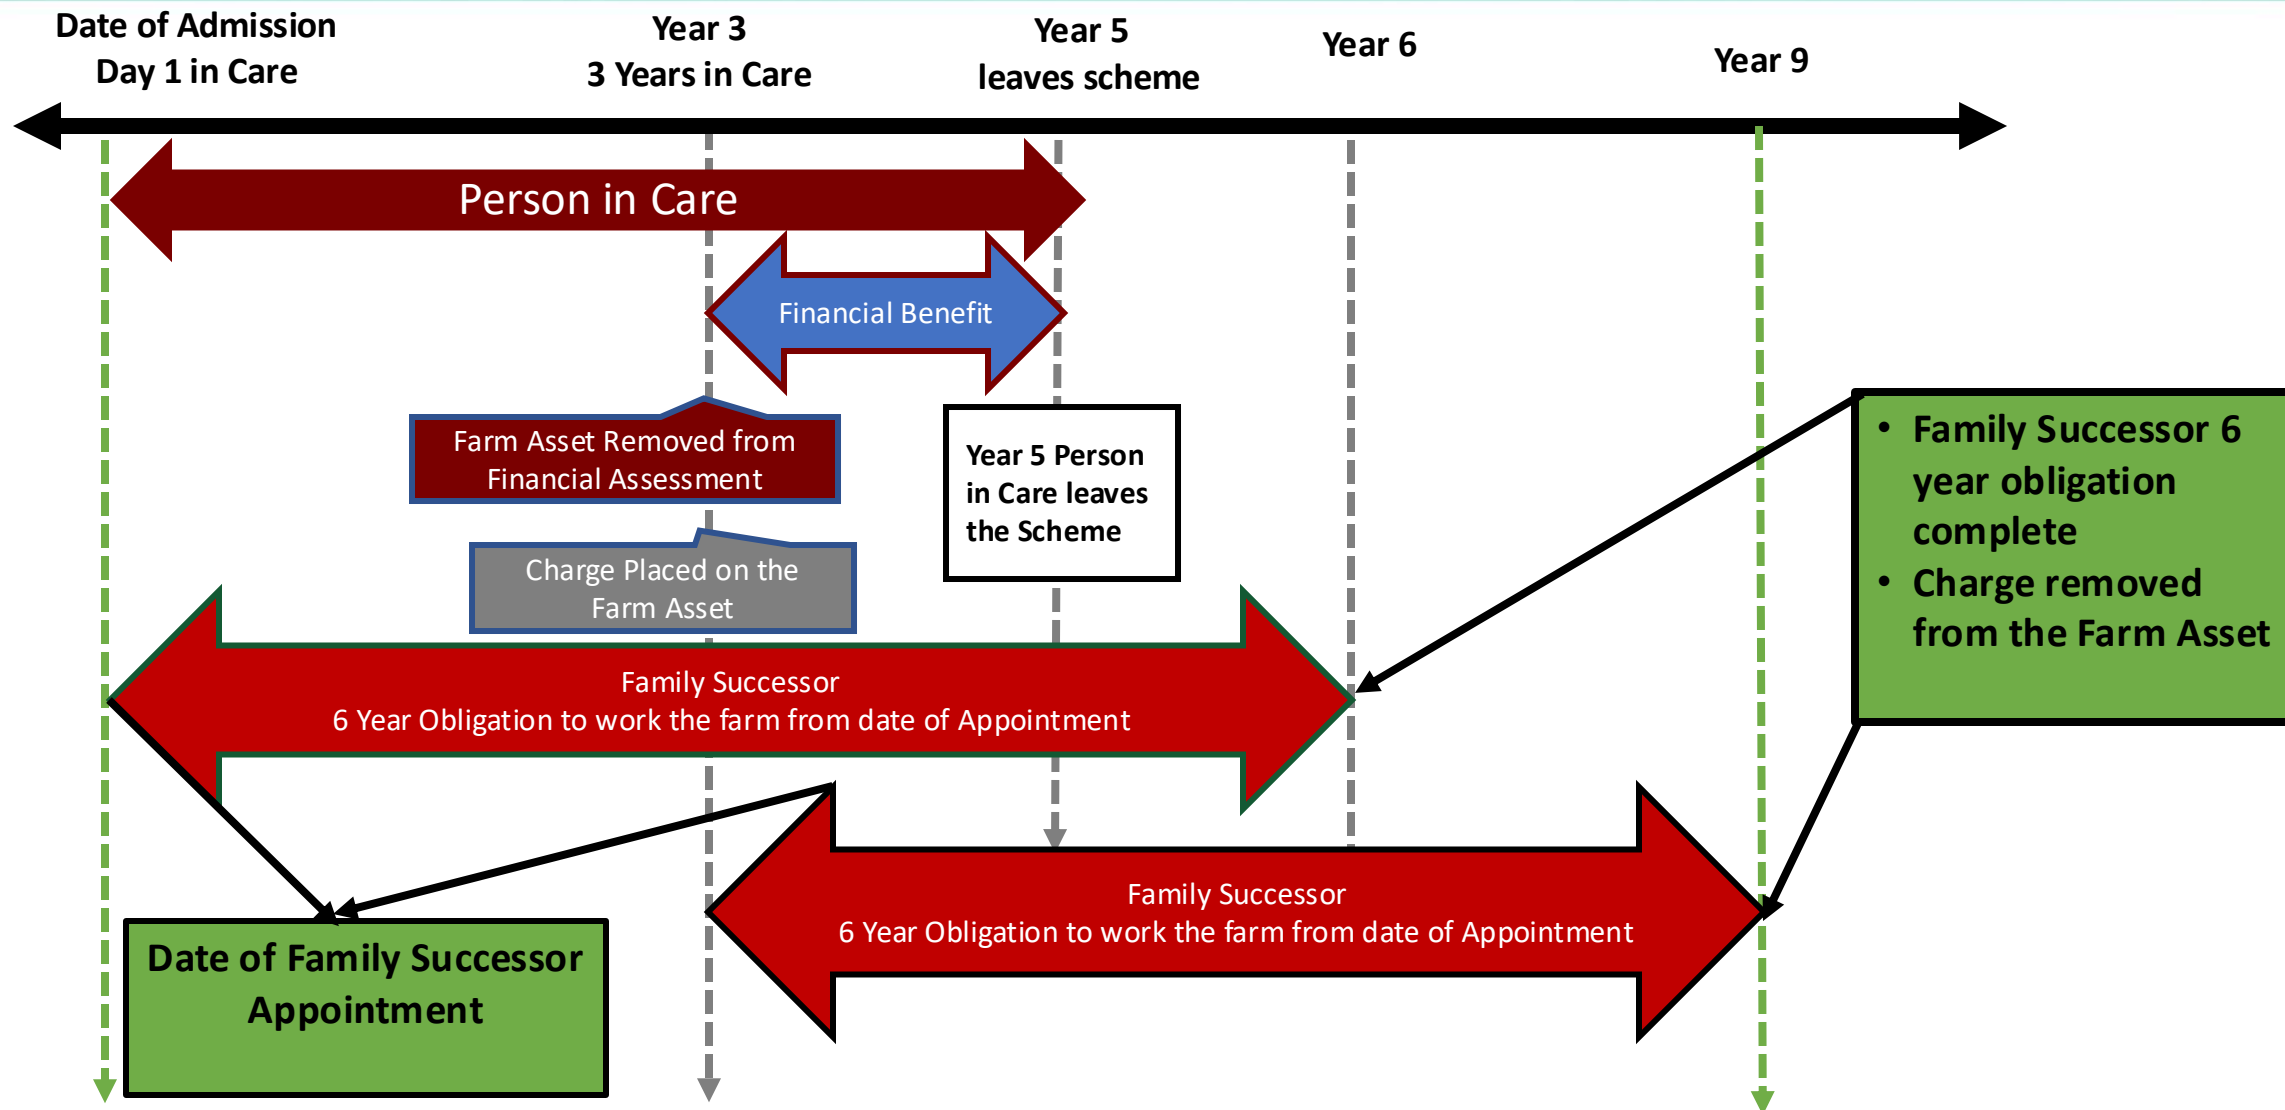 Date of Admission
Day 1 in Care
Year 3
3 Years in Care
Year 5
leaves scheme
Year 6
Year 9
Person in Care
Financial Benefit
Farm Asset Removed from
Financial Assessment
Year 5 Person
in Care leaves
the Scheme
• Family Successor 6
year obligation
complete
• Charge removed
from the Farm Asset
Charge Placed on the
Farm Asset
Family Successor
6 Year Obligation to work the farm from date of Appointment
Family Successor
6 Year Obligation to work the farm from date of Appointment
Date of Family Successor
Appointment